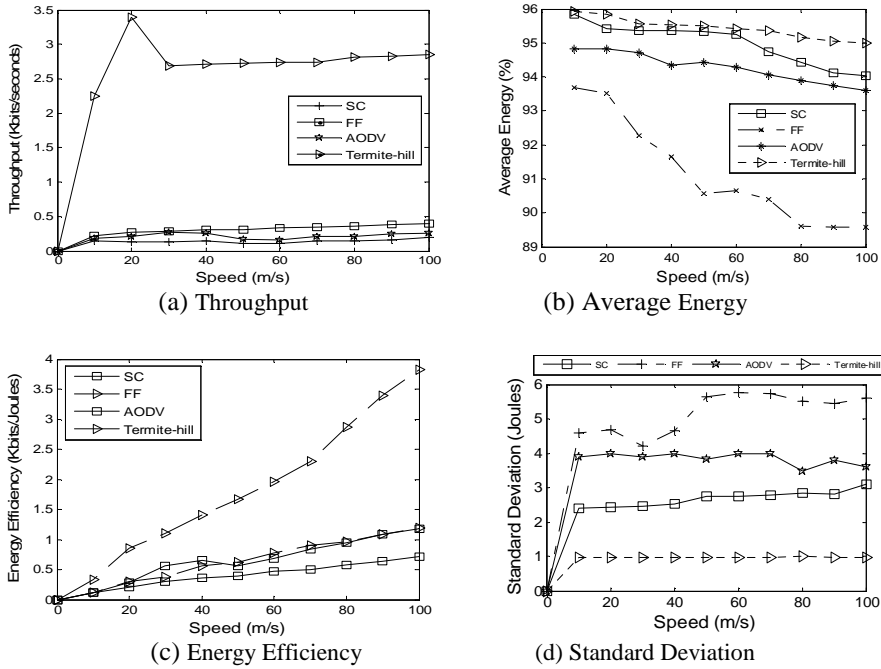 3.5
3
2.5
2
1.5
1
0.5
0
0 20 40 60 80 100
Throughput (Kbits/seconds)
Speed (m/s)
SC
FF
AODV
Termite-hill
(a) Throughput
96
95
94
93
92
91
90
89
0 20 40 60 80 100
Average Energy (%)
Speed (m/s)
SC
FF
AODV
Termite-hill
(b) Average Energy
4
3.5
3
2.5
2
1.5
1
0.5
0
0 20 40 60 80 100
Energy Efficiency (Kbits/Joules)
Speed (m/s)
SC
FF
AODV
Termite-hill
(c) Energy Efficiency
SC FF AODV Termite-hill
6
5
4
3
2
1
0
0 20 40 60 80 100
Standard Deviation (Joules)
Speed (m/s)
(d) Standard Deviation